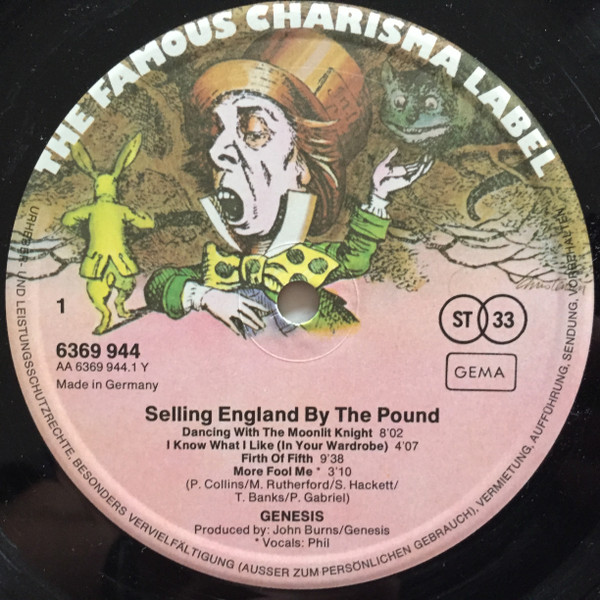 THE FAMOUS CHARISMA LABEL
1
ST 33
6369 944
AA 6369 944.1 Y
Made in Germany
GEMA
Selling England By The Pound
Dancing With The Moonlit Knight 8'02
I Know What I Like (In Your Wardrobe) 4'07
Firth Of Fifth 9'38
More Fool Me * 3'10
(P. Collins/M. Rutherford/S. Hackett/
T. Banks/P. Gabriel)
GENESIS
Produced by: John Burns/Genesis
* Vocals: Phil
URHEBER- UND LEISTUNGSSCHUTZRECHTE, BESONDERS VERVIELFÄLTIGUNG (AUSSER ZUM PERSÖNLICHEN GEBRAUCH), VERMIETUNG, AUFFÜHRUNG, SENDUNG, VORBEHALTEN